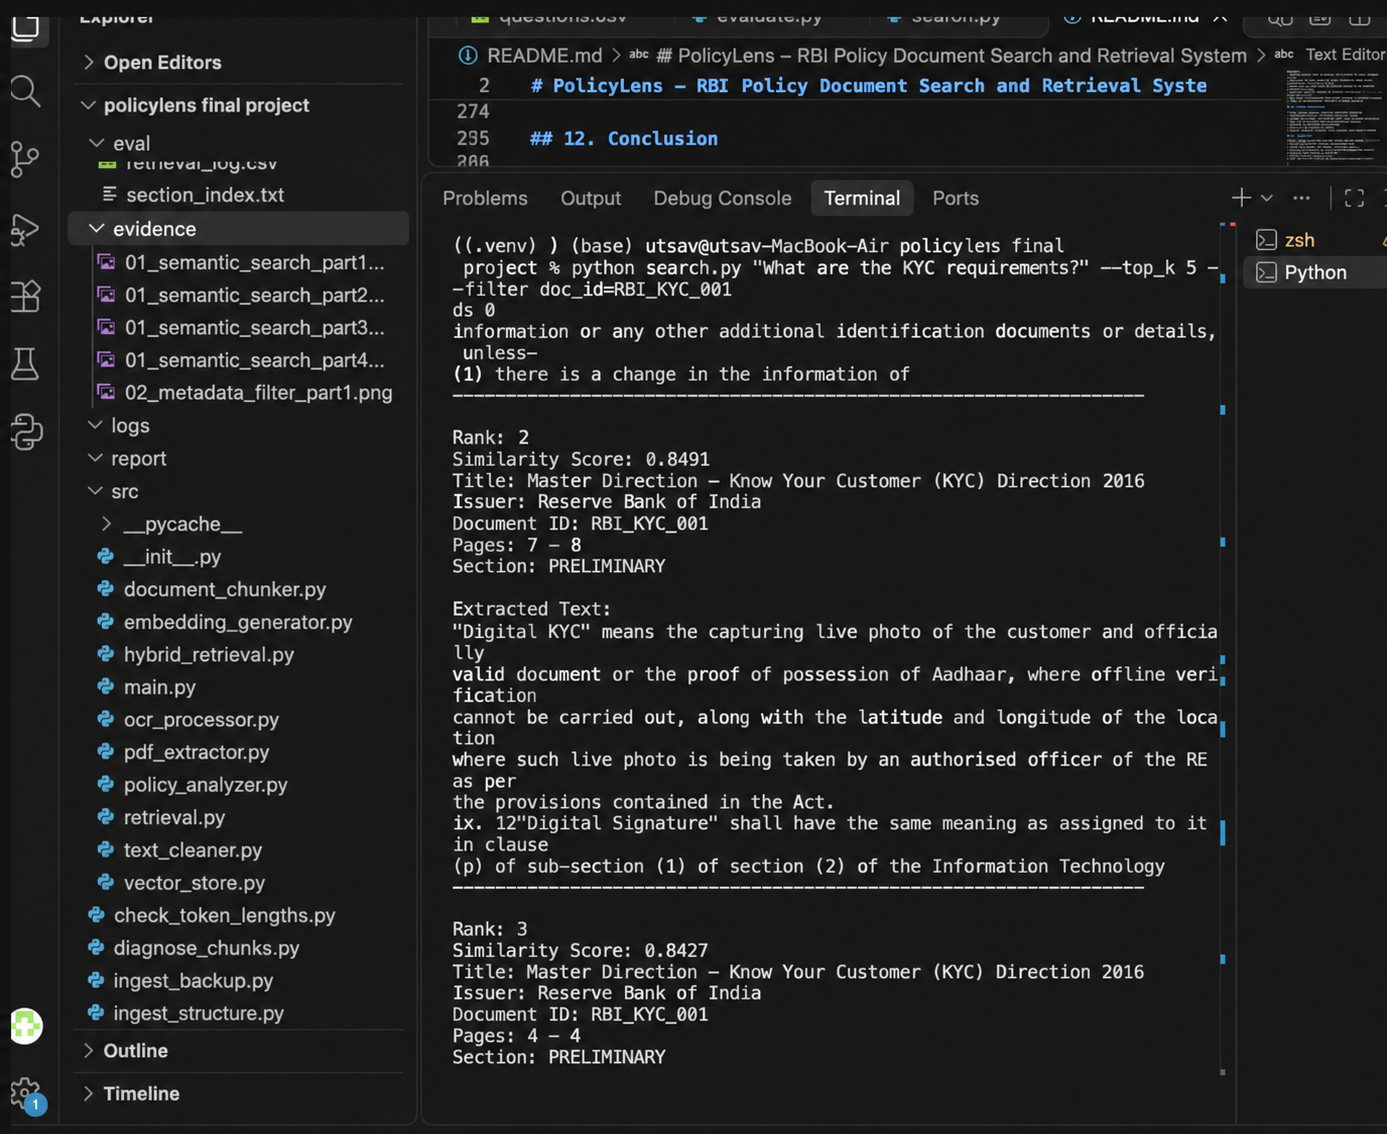 Explorer
Open Editors
policylens final project
eval
retrieval_log.csv
section_index.txt
evidence
01_semantic_search_part1...
01_semantic_search_part2...
01_semantic_search_part3...
01_semantic_search_part4...
02_metadata_filter_part1.png
logs
report
src
__pycache__
__init__.py
document_chunker.py
embedding_generator.py
hybrid_retrieval.py
main.py
ocr_processor.py
pdf_extractor.py
policy_analyzer.py
retrieval.py
text_cleaner.py
vector_store.py
check_token_lengths.py
diagnose_chunks.py
ingest_backup.py
ingest_structure.py
Outline
Timeline
1
questions.csv evaluate.py search.py README.md
README.md > abc ## PolicyLens – RBI Policy Document Search and Retrieval System > abc Text Editor
2 # PolicyLens – RBI Policy Document Search and Retrieval Syste
274
## 12. Conclusion
Problems Output Debug Console Terminal Ports
((.venv) ) (base) utsav@utsav-MacBook-Air policylens final
project % python search.py "What are the KYC requirements?" --top_k 5 -
-filter doc_id=RBI_KYC_001
ds 0
information or any other additional identification documents or details,
unless-
(1) there is a change in the information of
Rank: 2
Similarity Score: 0.8491
Title: Master Direction – Know Your Customer (KYC) Direction 2016
Issuer: Reserve Bank of India
Document ID: RBI_KYC_001
Pages: 7 – 8
Section: PRELIMINARY
Extracted Text:
"Digital KYC" means the capturing live photo of the customer and officia
lly
valid document or the proof of possession of Aadhaar, where offline veri
fication
cannot be carried out, along with the latitude and longitude of the loca
tion
where such live photo is being taken by an authorised officer of the RE
as per
the provisions contained in the Act.
ix. 12"Digital Signature" shall have the same meaning as assigned to it
in clause
(p) of sub-section (1) of section (2) of the Information Technology
Rank: 3
Similarity Score: 0.8427
Title: Master Direction – Know Your Customer (KYC) Direction 2016
Issuer: Reserve Bank of India
Document ID: RBI_KYC_001
Pages: 4 – 4
Section: PRELIMINARY
zsh
Python